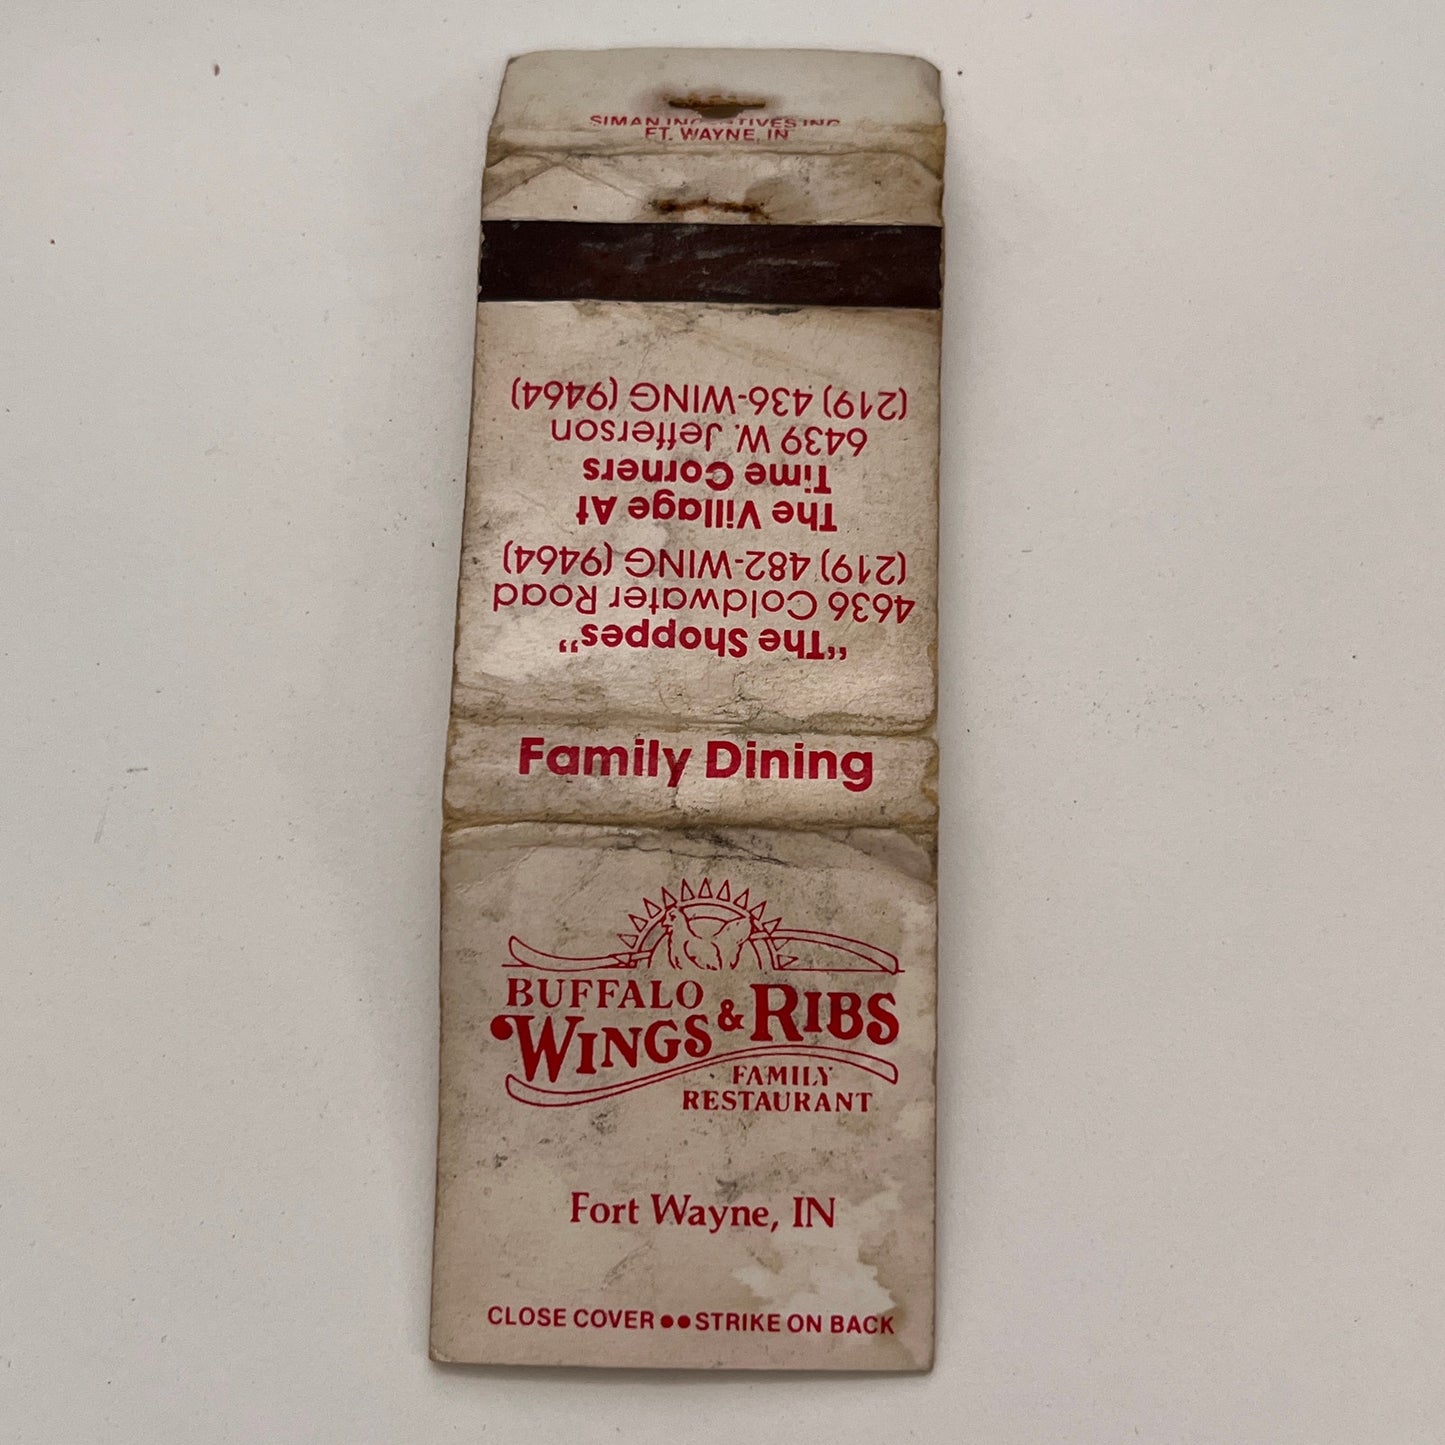 SIMAN INCENTIVES INC
FT. WAYNE, IN
"The Shoppes"
4636 Coldwater Road
(219) 482-WING (9464)
The Village At
Time Corners
6439 W. Jefferson
(219) 436-WING (9464)
Family Dining
BUFFALO
WINGS & RIBS
FAMILY
RESTAURANT
Fort Wayne, IN
CLOSE COVER ●● STRIKE ON BACK